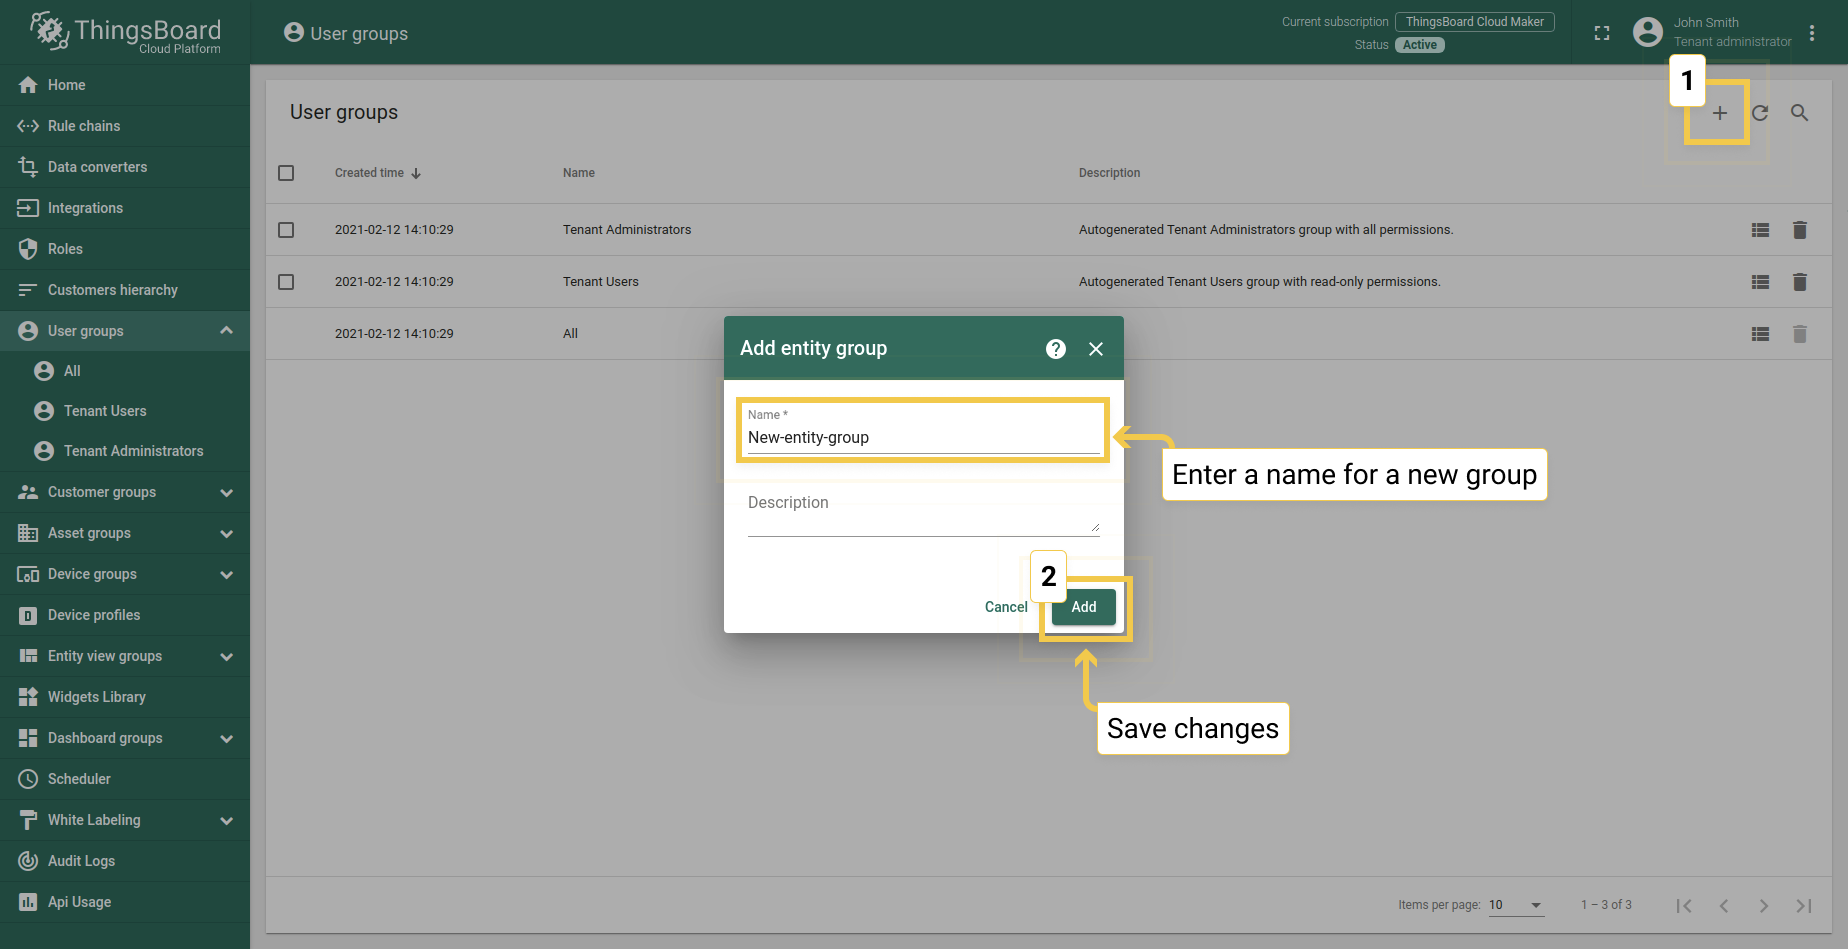 ThingsBoard
Cloud Platform
User groups
Current subscription ThingsBoard Cloud Maker
Status Active
John Smith
Tenant administrator
Home
Rule chains
Data converters
Integrations
Roles
Customers hierarchy
User groups
All
Tenant Users
Tenant Administrators
Customer groups
Asset groups
Device groups
Device profiles
Entity view groups
Widgets Library
Dashboard groups
Scheduler
White Labeling
Audit Logs
Api Usage
User groups
1
Created time Name Description
2021-02-12 14:10:29 Tenant Administrators Autogenerated Tenant Administrators group with all permissions.
2021-02-12 14:10:29 Tenant Users Autogenerated Tenant Users group with read-only permissions.
2021-02-12 14:10:29 All
Add entity group
Name *
New-entity-group
Enter a name for a new group
Description
2
Cancel Add
Save changes
Items per page: 10 1 – 3 of 3